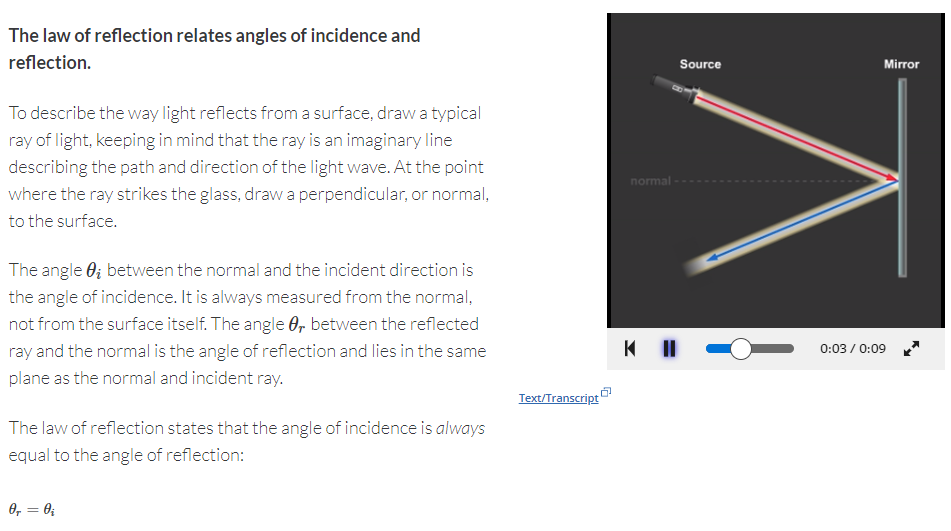 The law of reflection relates angles of incidence and
reflection.
To describe the way light reflects from a surface, draw a typical
ray of light, keeping in mind that the ray is an imaginary line
describing the path and direction of the light wave. At the point
where the ray strikes the glass, draw a perpendicular, or normal,
to the surface.
The angle θᵢ between the normal and the incident direction is
the angle of incidence. It is always measured from the normal,
not from the surface itself. The angle θᵣ between the reflected
ray and the normal is the angle of reflection and lies in the same
plane as the normal and incident ray.
The law of reflection states that the angle of incidence is always
equal to the angle of reflection:
θᵣ = θᵢ
Source
Mirror
normal
0:03 / 0:09
Text/Transcript